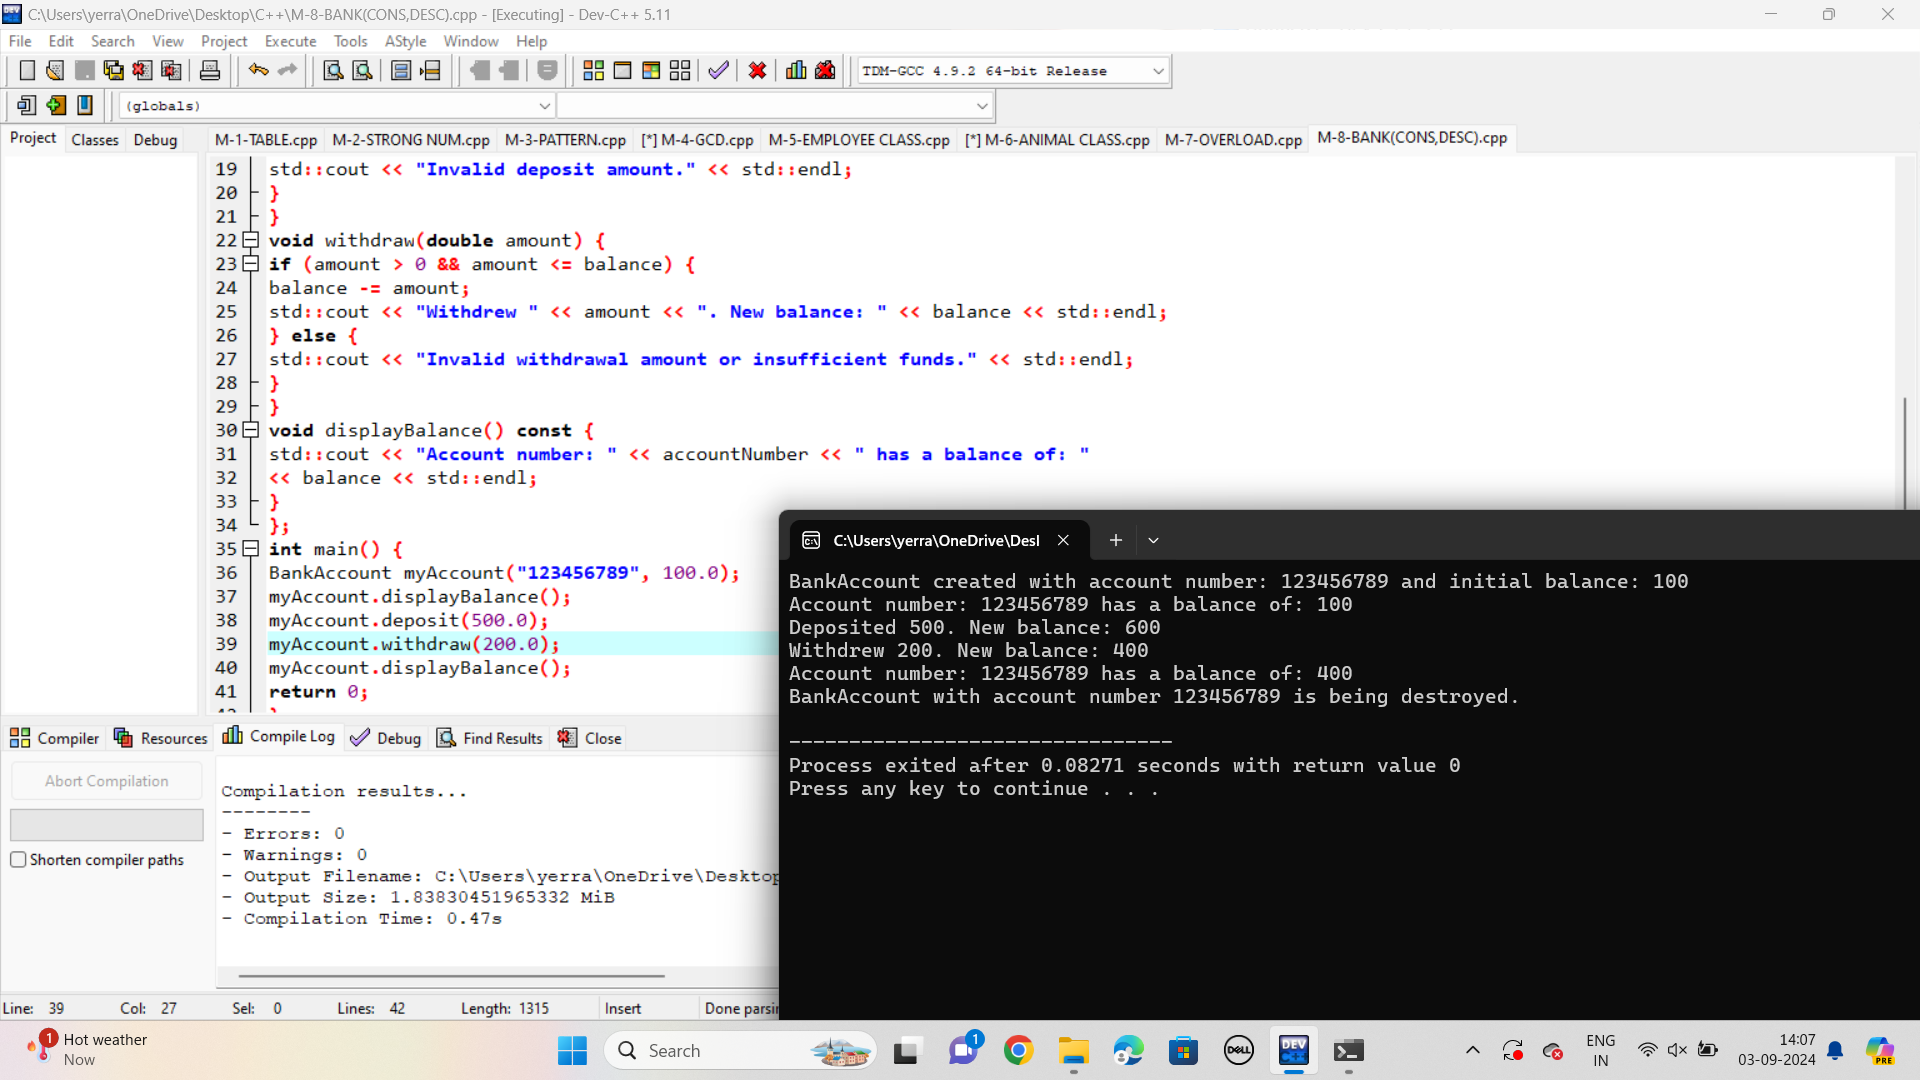 C:\Users\yerra\OneDrive\Desktop\C++\M-8-BANK(CONS,DESC).cpp - [Executing] - Dev-C++ 5.11
File Edit Search View Project Execute Tools AStyle Window Help
TDM-GCC 4.9.2 64-bit Release
(globals)
Project Classes Debug M-1-TABLE.cpp M-2-STRONG NUM.cpp M-3-PATTERN.cpp [*] M-4-GCD.cpp M-5-EMPLOYEE CLASS.cpp [*] M-6-ANIMAL CLASS.cpp M-7-OVERLOAD.cpp M-8-BANK(CONS,DESC).cpp
19 std::cout << "Invalid deposit amount." << std::endl;
20 }
21 }
22 void withdraw(double amount) {
23 if (amount > 0 && amount <= balance) {
24 balance -= amount;
25 std::cout << "Withdrew " << amount << ". New balance: " << balance << std::endl;
26 } else {
27 std::cout << "Invalid withdrawal amount or insufficient funds." << std::endl;
28 }
29 }
30 void displayBalance() const {
31 std::cout << "Account number: " << accountNumber << " has a balance of: "
32 << balance << std::endl;
33 }
34 };
35 int main() {
36 BankAccount myAccount("123456789", 100.0);
37 myAccount.displayBalance();
38 myAccount.deposit(500.0);
39 myAccount.withdraw(200.0);
40 myAccount.displayBalance();
41 return 0;
C:\Users\yerra\OneDrive\Desl
BankAccount created with account number: 123456789 and initial balance: 100
Account number: 123456789 has a balance of: 100
Deposited 500. New balance: 600
Withdrew 200. New balance: 400
Account number: 123456789 has a balance of: 400
BankAccount with account number 123456789 is being destroyed.
--------------------------------
Process exited after 0.08271 seconds with return value 0
Press any key to continue . . .
Compiler Resources Compile Log Debug Find Results Close
Abort Compilation
Shorten compiler paths
Compilation results...
--------
- Errors: 0
- Warnings: 0
- Output Filename: C:\Users\yerra\OneDrive\Desktop
- Output Size: 1.83830451965332 MiB
- Compilation Time: 0.47s
Line: 39 Col: 27 Sel: 0 Lines: 42 Length: 1315 Insert Done parsin
1 Hot weather
Now
Search
1
DELL
DEV
C++
ENG
IN
14:07
03-09-2024
PRE